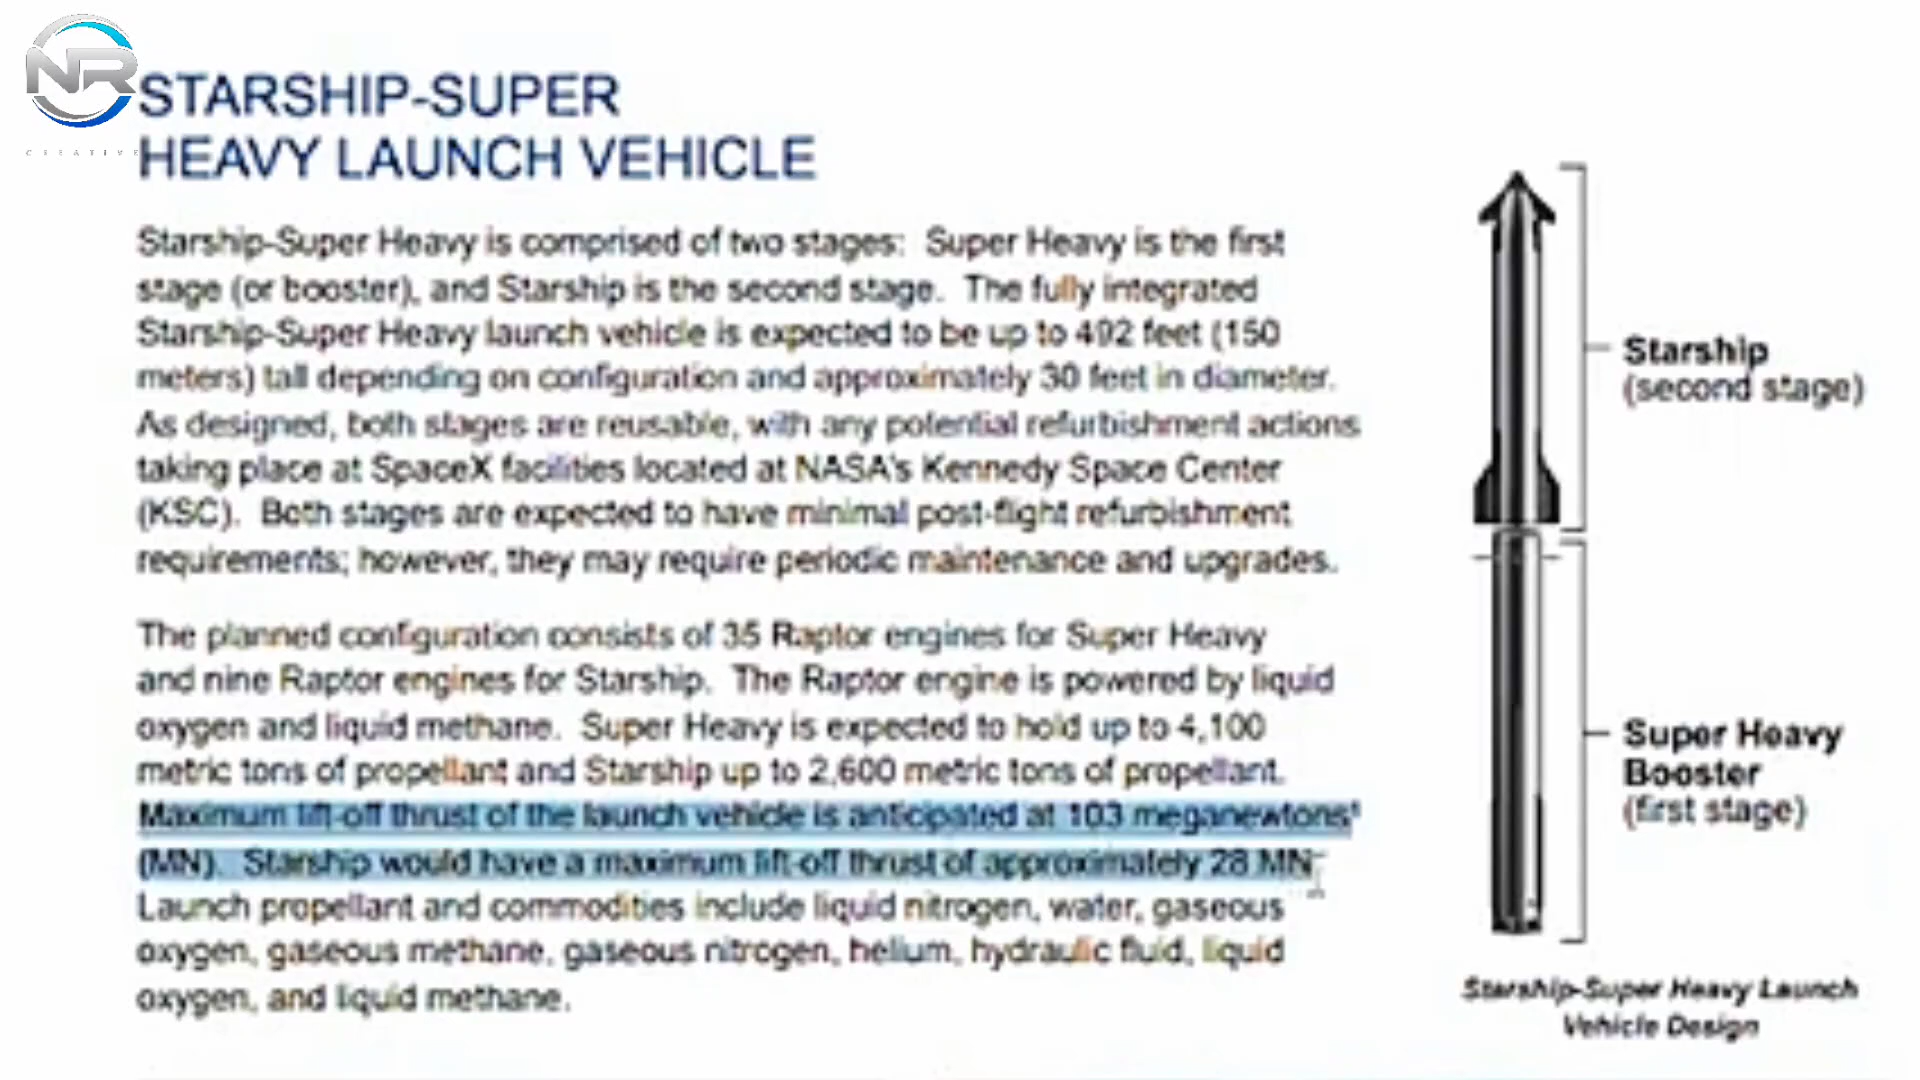 NR
CREATIVE
STARSHIP-SUPER
HEAVY LAUNCH VEHICLE
Starship-Super Heavy is comprised of two stages: Super Heavy is the first
stage (or booster), and Starship is the second stage. The fully integrated
Starship-Super Heavy launch vehicle is expected to be up to 492 feet (150
meters) tall depending on configuration and approximately 30 feet in diameter.
As designed, both stages are reusable, with any potential refurbishment actions
taking place at SpaceX facilities located at NASA's Kennedy Space Center
(KSC). Both stages are expected to have minimal post-flight refurbishment
requirements; however, they may require periodic maintenance and upgrades.
The planned configuration consists of 35 Raptor engines for Super Heavy
and nine Raptor engines for Starship. The Raptor engine is powered by liquid
oxygen and liquid methane. Super Heavy is expected to hold up to 4,100
metric tons of propellant and Starship up to 2,600 metric tons of propellant.
Maximum lift-off thrust of the launch vehicle is anticipated at 103 meganewtons
(MN). Starship would have a maximum lift-off thrust of approximately 28 MN.
Launch propellant and commodities include liquid nitrogen, water, gaseous
oxygen, gaseous methane, gaseous nitrogen, helium, hydraulic fluid, liquid
oxygen, and liquid methane.
Starship
(second stage)
Super Heavy
Booster
(first stage)
Starship-Super Heavy Launch
Vehicle Design